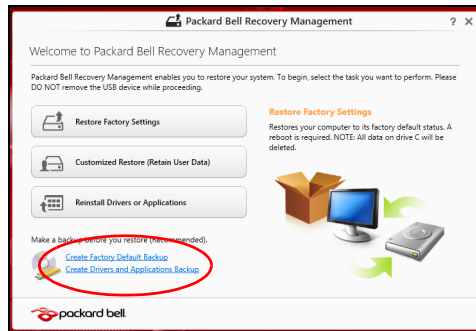 Packard Bell Recovery Management
? X
Welcome to Packard Bell Recovery Management
Packard Bell Recovery Management enables you to restore your system. To begin, select the task you want to perform. Please
DO NOT remove the USB device while proceeding.
Restore Factory Settings
Customized Restore (Retain User Data)
Reinstall Drivers or Applications
Restore Factory Settings
Restores your computer to its factory default status. A
reboot is required. NOTE: All data on drive C will be
deleted.
Make a backup before you restore (Recommended).
Create Factory Default Backup
Create Drivers and Applications Backup
packard bell